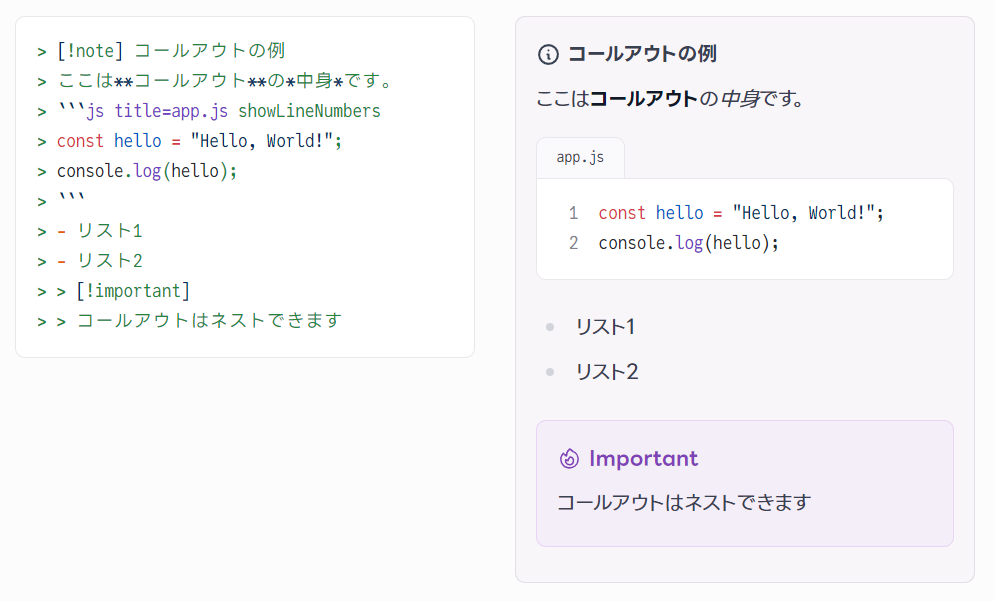 > [!note] コールアウトの例
> ここは**コールアウト**の*中身*です。
> ```js title=app.js showLineNumbers
> const hello = "Hello, World!";
> console.log(hello);
> ```
> - リスト1
> - リスト2
> > [!important]
> > コールアウトはネストできます
コールアウトの例
ここはコールアウトの中身です。
app.js
1 const hello = "Hello, World!";
2 console.log(hello);
リスト1
リスト2
Important
コールアウトはネストできます